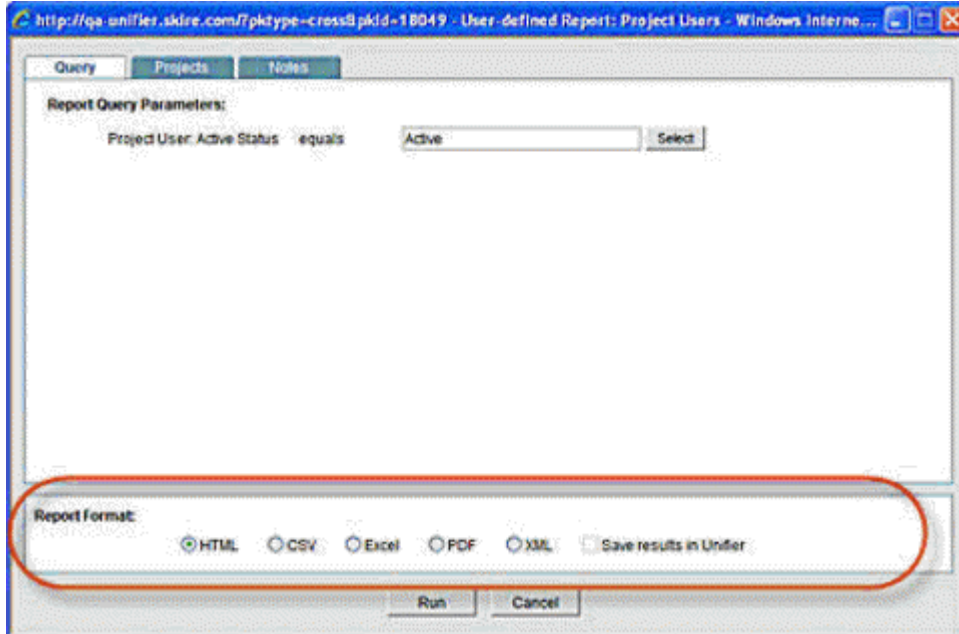 http://qa-unifier.skire.com/?pktype=cross&pkid=18049 - User-defined Report: Project Users - Windows Interne...
Query Projects Notes
Report Query Parameters:
Project User: Active Status equals Active Select
Report Format:
HTML CSV Excel PDF XML Save results in Unifier
Run Cancel